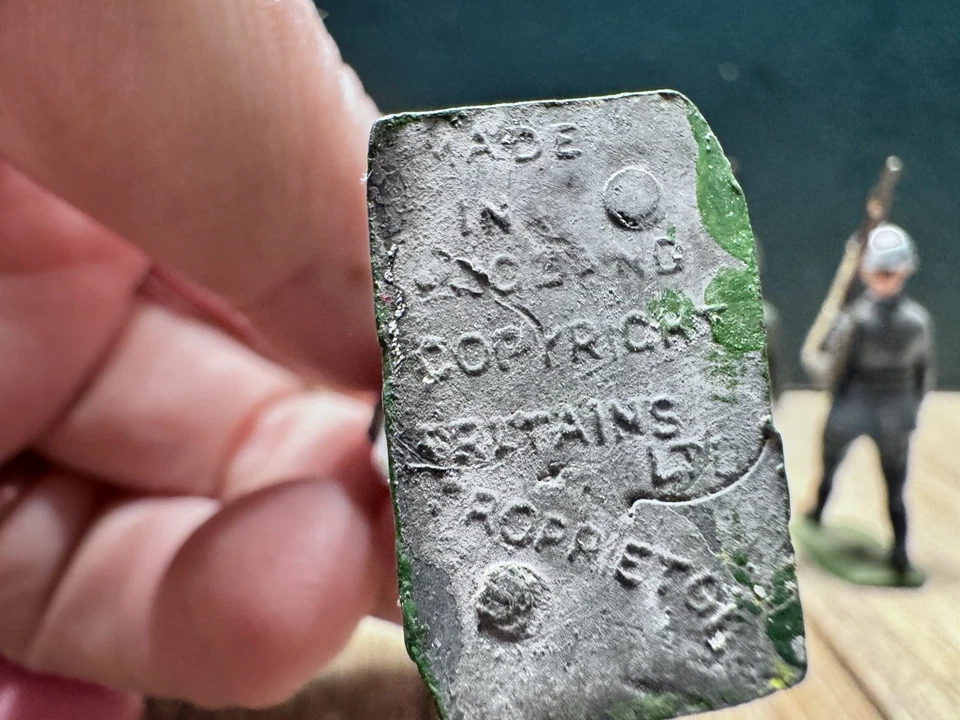 MADE
IN
ENGLAND
COPYRIGHT
BRITAINS
LTD
PROPRIETOR